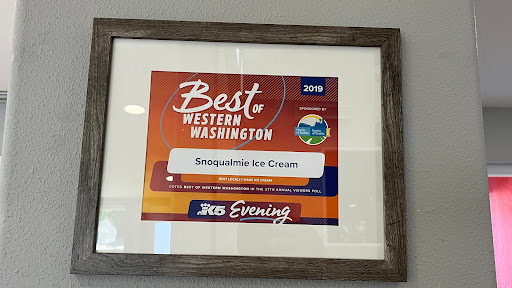 Best OF
WESTERN
WASHINGTON
2019
SPONSORED BY
Snoqualmie Ice Cream
BEST LOCALLY MADE ICE CREAM
VOTED BEST OF WESTERN WASHINGTON IN THE 27TH ANNUAL VIEWERS POLL
K5 Evening